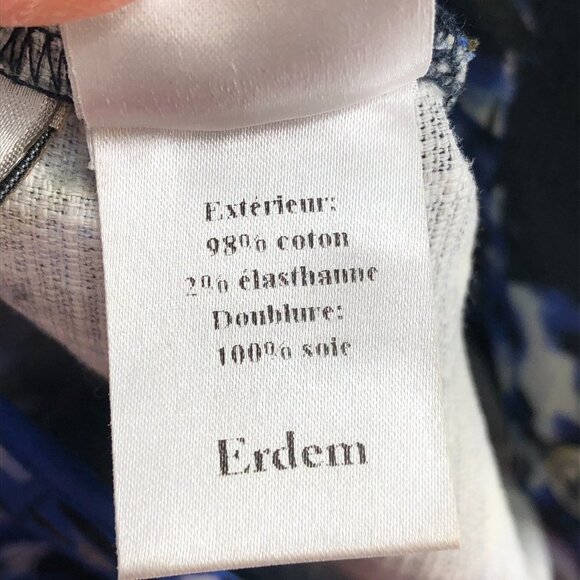 Extérieur:
98% coton
2% élasthanne
Doublure:
100% soie
Erdem